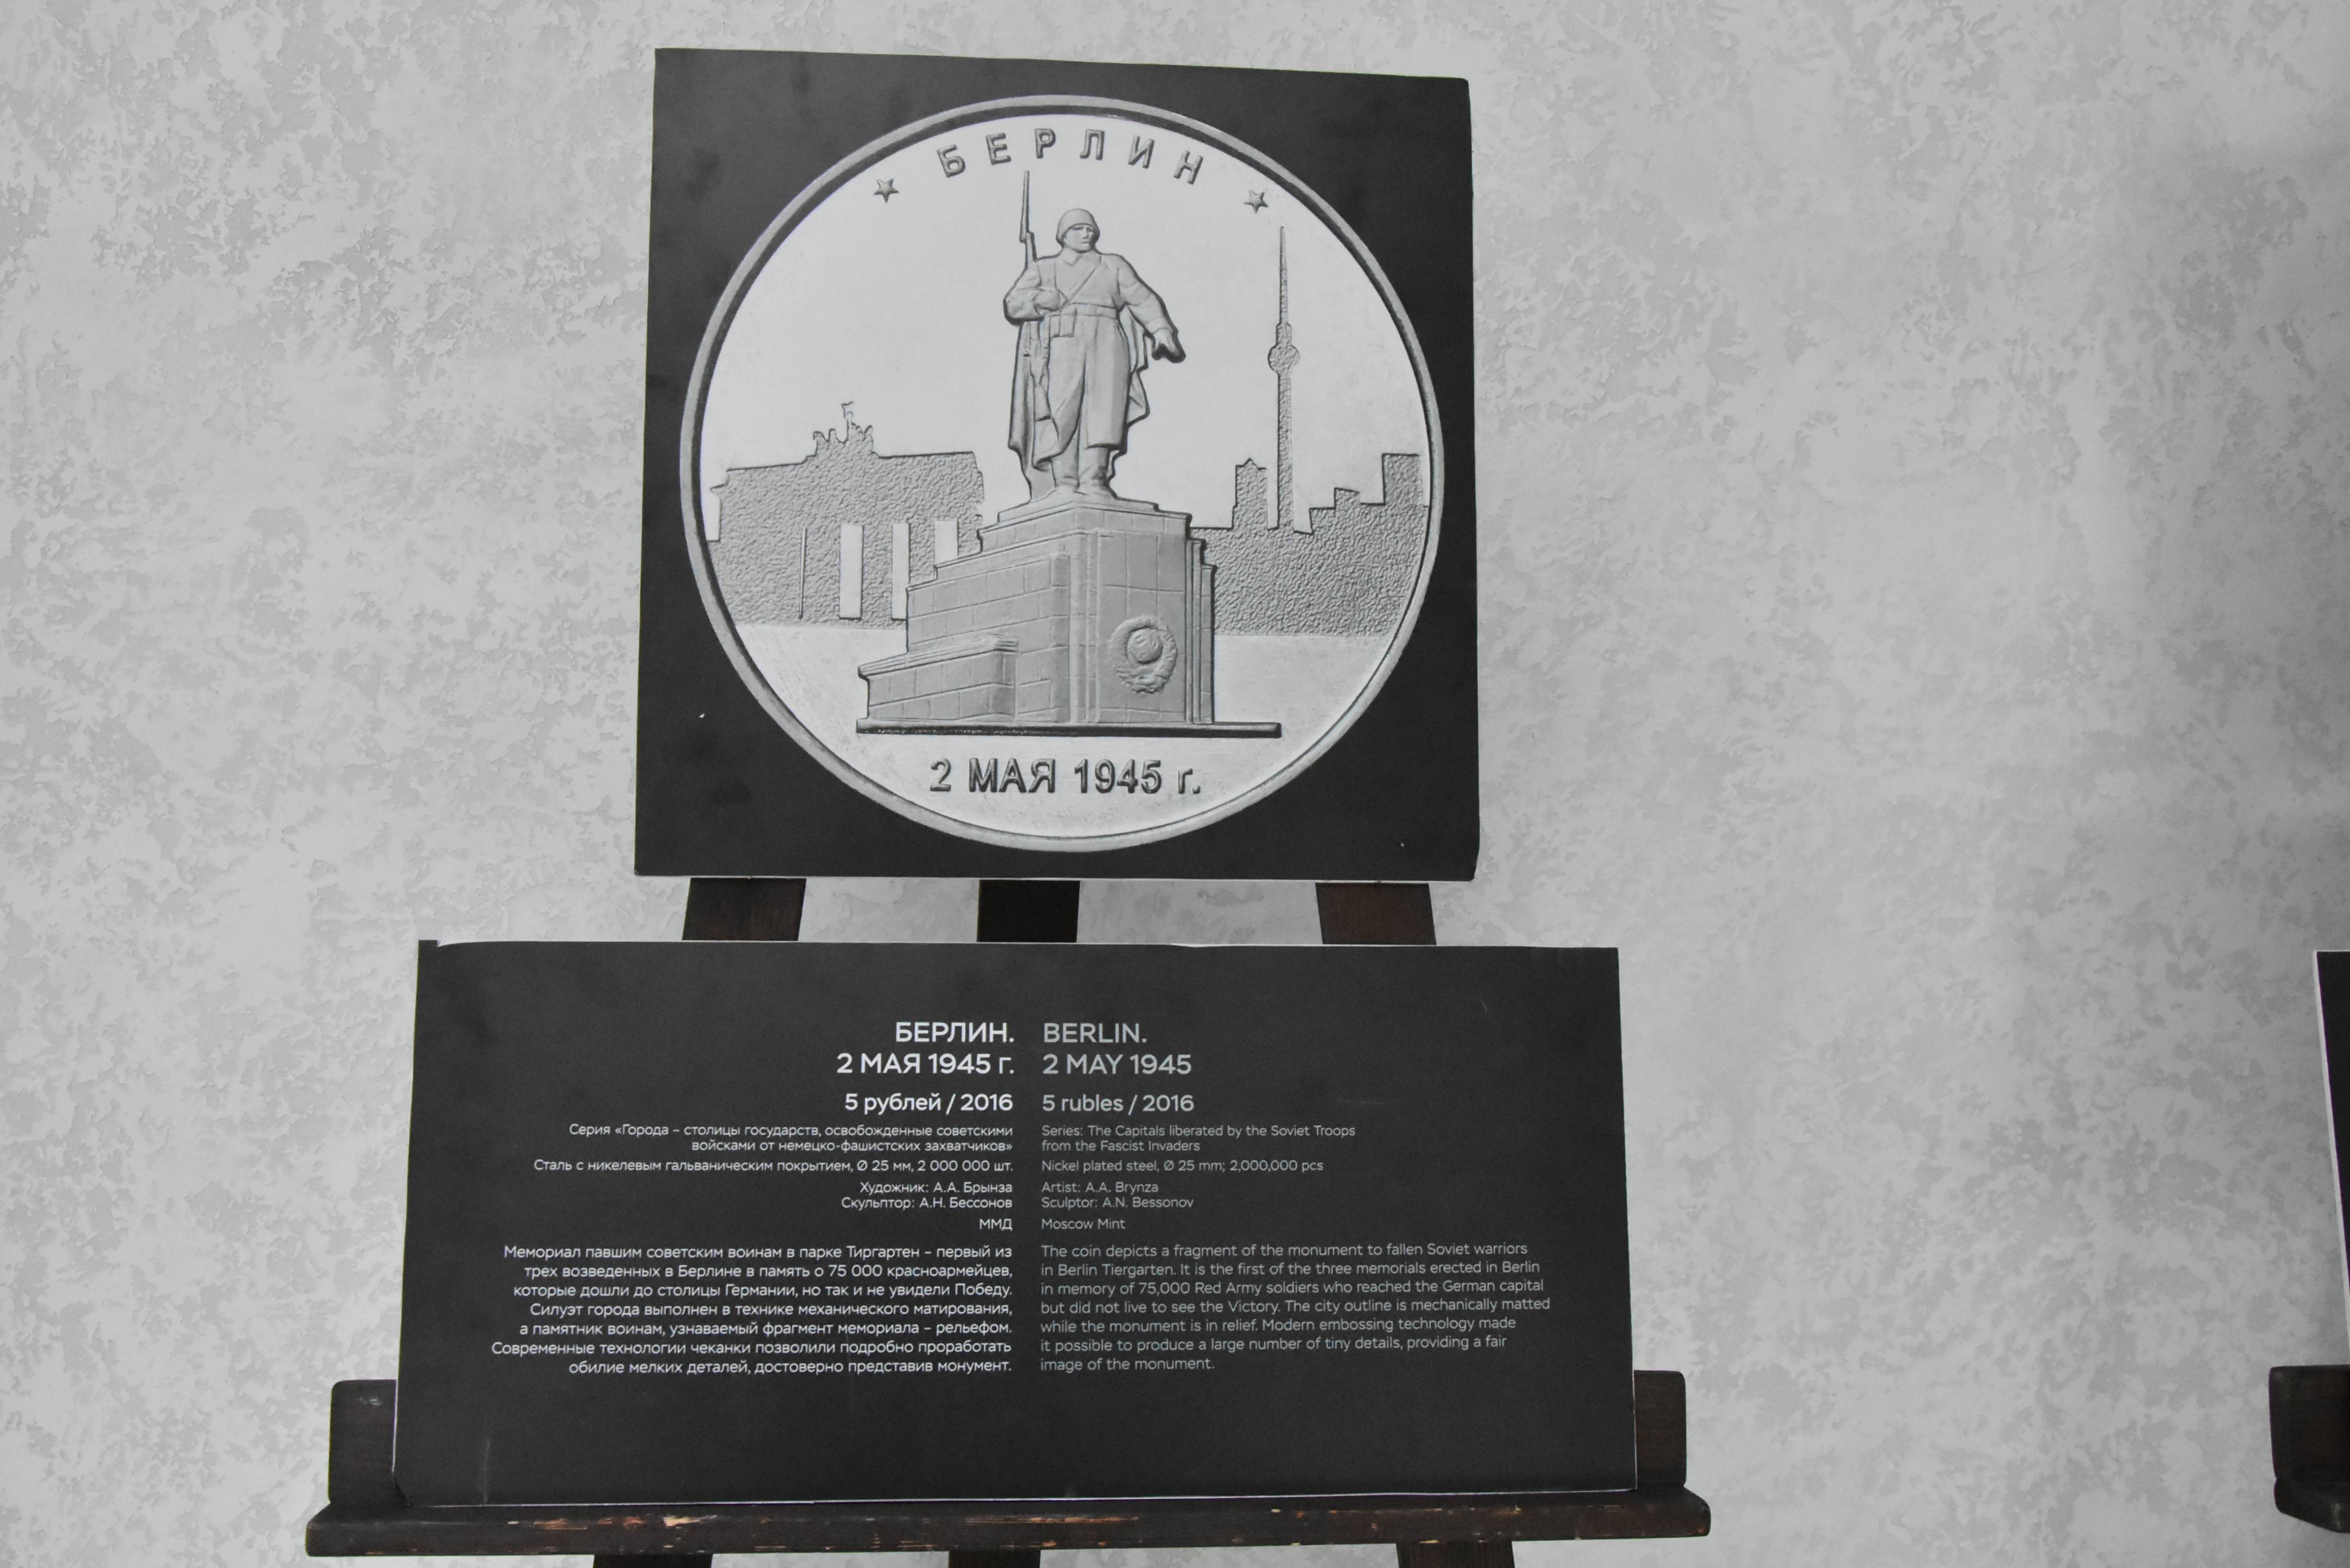 БЕРЛИН
2 МАЯ 1945 г.
БЕРЛИН.
2 МАЯ 1945 г.
5 рублей / 2016
Серия «Города – столицы государств, освобожденные советскими
войсками от немецко-фашистских захватчиков»
Сталь с никелевым гальваническим покрытием, Ø 25 мм, 2 000 000 шт.
Художник: А.А. Брынза
Скульптор: А.Н. Бессонов
ММД
Мемориал павшим советским воинам в парке Тиргартен – первый из
трех возведенных в Берлине в память о 75 000 красноармейцев,
которые дошли до столицы Германии, но так и не увидели Победу.
Силуэт города выполнен в технике механического матирования,
а памятник воинам, узнаваемый фрагмент мемориала – рельефом.
Современные технологии чеканки позволили подробно проработать
обилие мелких деталей, достоверно представив монумент.
BERLIN.
2 MAY 1945
5 rubles / 2016
Series: The Capitals liberated by the Soviet Troops
from the Fascist Invaders
Nickel plated steel, Ø 25 mm; 2,000,000 pcs
Artist: A.A. Brynza
Sculptor: A.N. Bessonov
Moscow Mint
The coin depicts a fragment of the monument to fallen Soviet warriors
in Berlin Tiergarten. It is the first of the three memorials erected in Berlin
in memory of 75,000 Red Army soldiers who reached the German capital
but did not live to see the Victory. The city outline is mechanically matted
while the monument is in relief. Modern embossing technology made
it possible to produce a large number of tiny details, providing a fair
image of the monument.